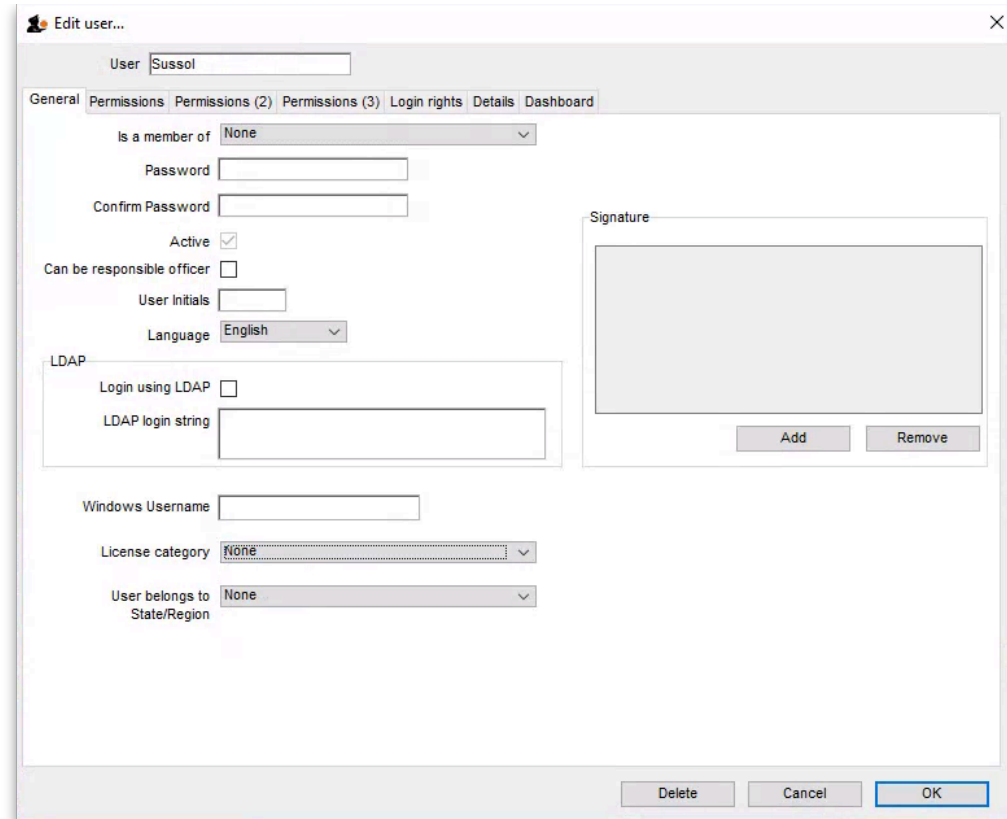 Edit user...
User Sussol
General Permissions Permissions (2) Permissions (3) Login rights Details Dashboard
Is a member of None
Password
Confirm Password
Signature
Active
Can be responsible officer
User Initials
Language English
LDAP
Login using LDAP
LDAP login string
Add Remove
Windows Username
License category None
User belongs to None
State/Region
Delete Cancel OK